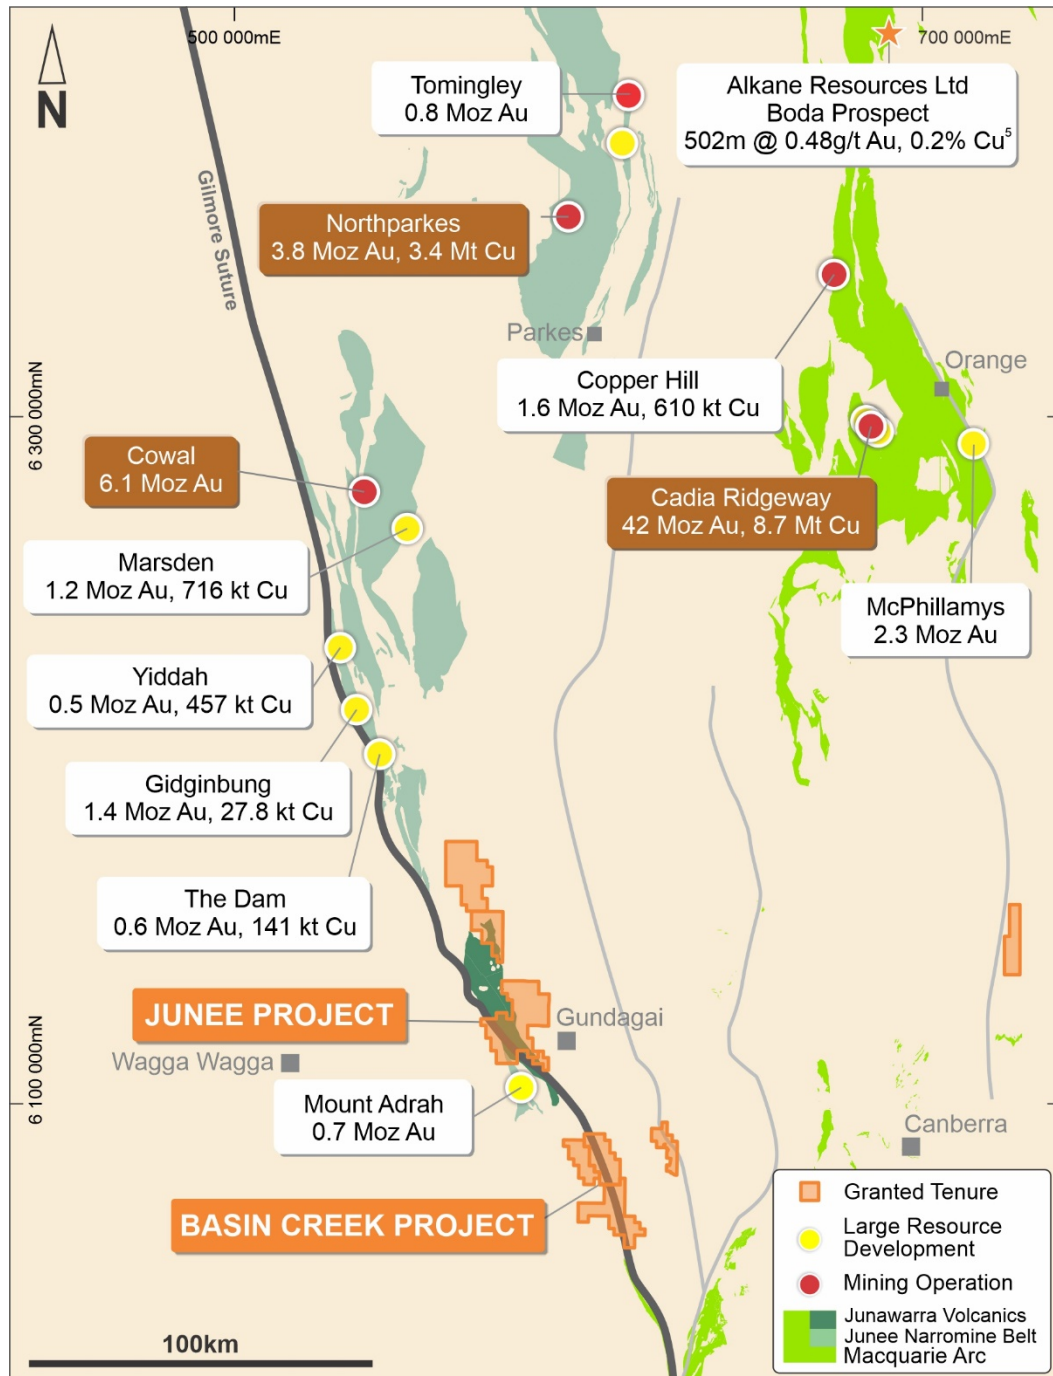 500 000mE
700 000mE
N
Tomingley
0.8 Moz Au
Alkane Resources Ltd
Boda Prospect
502m @ 0.48g/t Au, 0.2% Cu⁵
Gilmore Suture
Northparkes
3.8 Moz Au, 3.4 Mt Cu
Parkes
Copper Hill
1.6 Moz Au, 610 kt Cu
Orange
6 300 000mN
Cowal
6.1 Moz Au
Cadia Ridgeway
42 Moz Au, 8.7 Mt Cu
Marsden
1.2 Moz Au, 716 kt Cu
McPhillamys
2.3 Moz Au
Yiddah
0.5 Moz Au, 457 kt Cu
Gidginbung
1.4 Moz Au, 27.8 kt Cu
The Dam
0.6 Moz Au, 141 kt Cu
JUNEE PROJECT
Gundagai
Wagga Wagga
6 100 000mN
Mount Adrah
0.7 Moz Au
Canberra
BASIN CREEK PROJECT
Granted Tenure
Large Resource
Development
Mining Operation
Junawarra Volcanics
Junee Narromine Belt
Macquarie Arc
100km